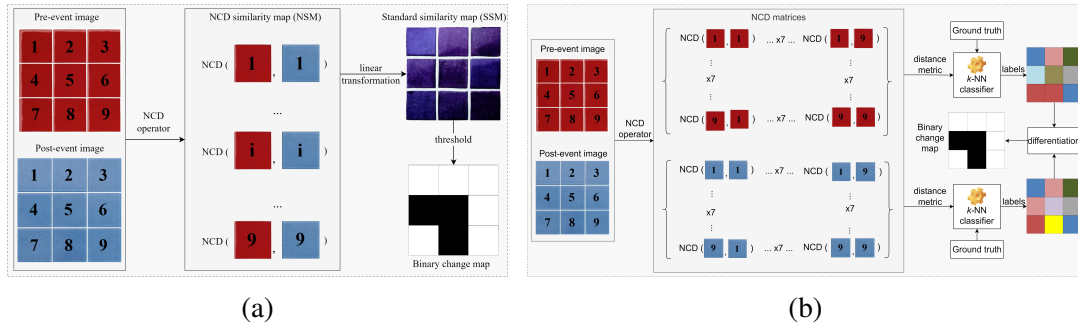 Pre-event image
1 2 3
4 5 6
7 8 9
Post-event image
1 2 3
4 5 6
7 8 9
NCD
operator
NCD similarity map (NSM)
NCD ( 1 , 1 )
...
NCD ( i , i )
...
NCD ( 9 , 9 )
linear
transformation
Standard similarity map (SSM)
threshold
Binary change map
(a)
Pre-event image
1 2 3
4 5 6
7 8 9
Post-event image
1 2 3
4 5 6
7 8 9
NCD
operator
NCD matrices
NCD ( 1 , 1 ) ... x7 ... NCD ( 1 , 9 )
x7
NCD ( 9 , 1 ) ... x7 ... NCD ( 9 , 9 )
NCD ( 1 , 1 ) ... x7 ... NCD ( 1 , 9 )
x7 x7
NCD ( 9 , 1 ) ... x7 ... NCD ( 9 , 9 )
distance
metric
Ground truth
k-NN
classifier
labels
Binary
change
map
differentiation
distance
metric
k-NN
classifier
labels
Ground truth
(b)